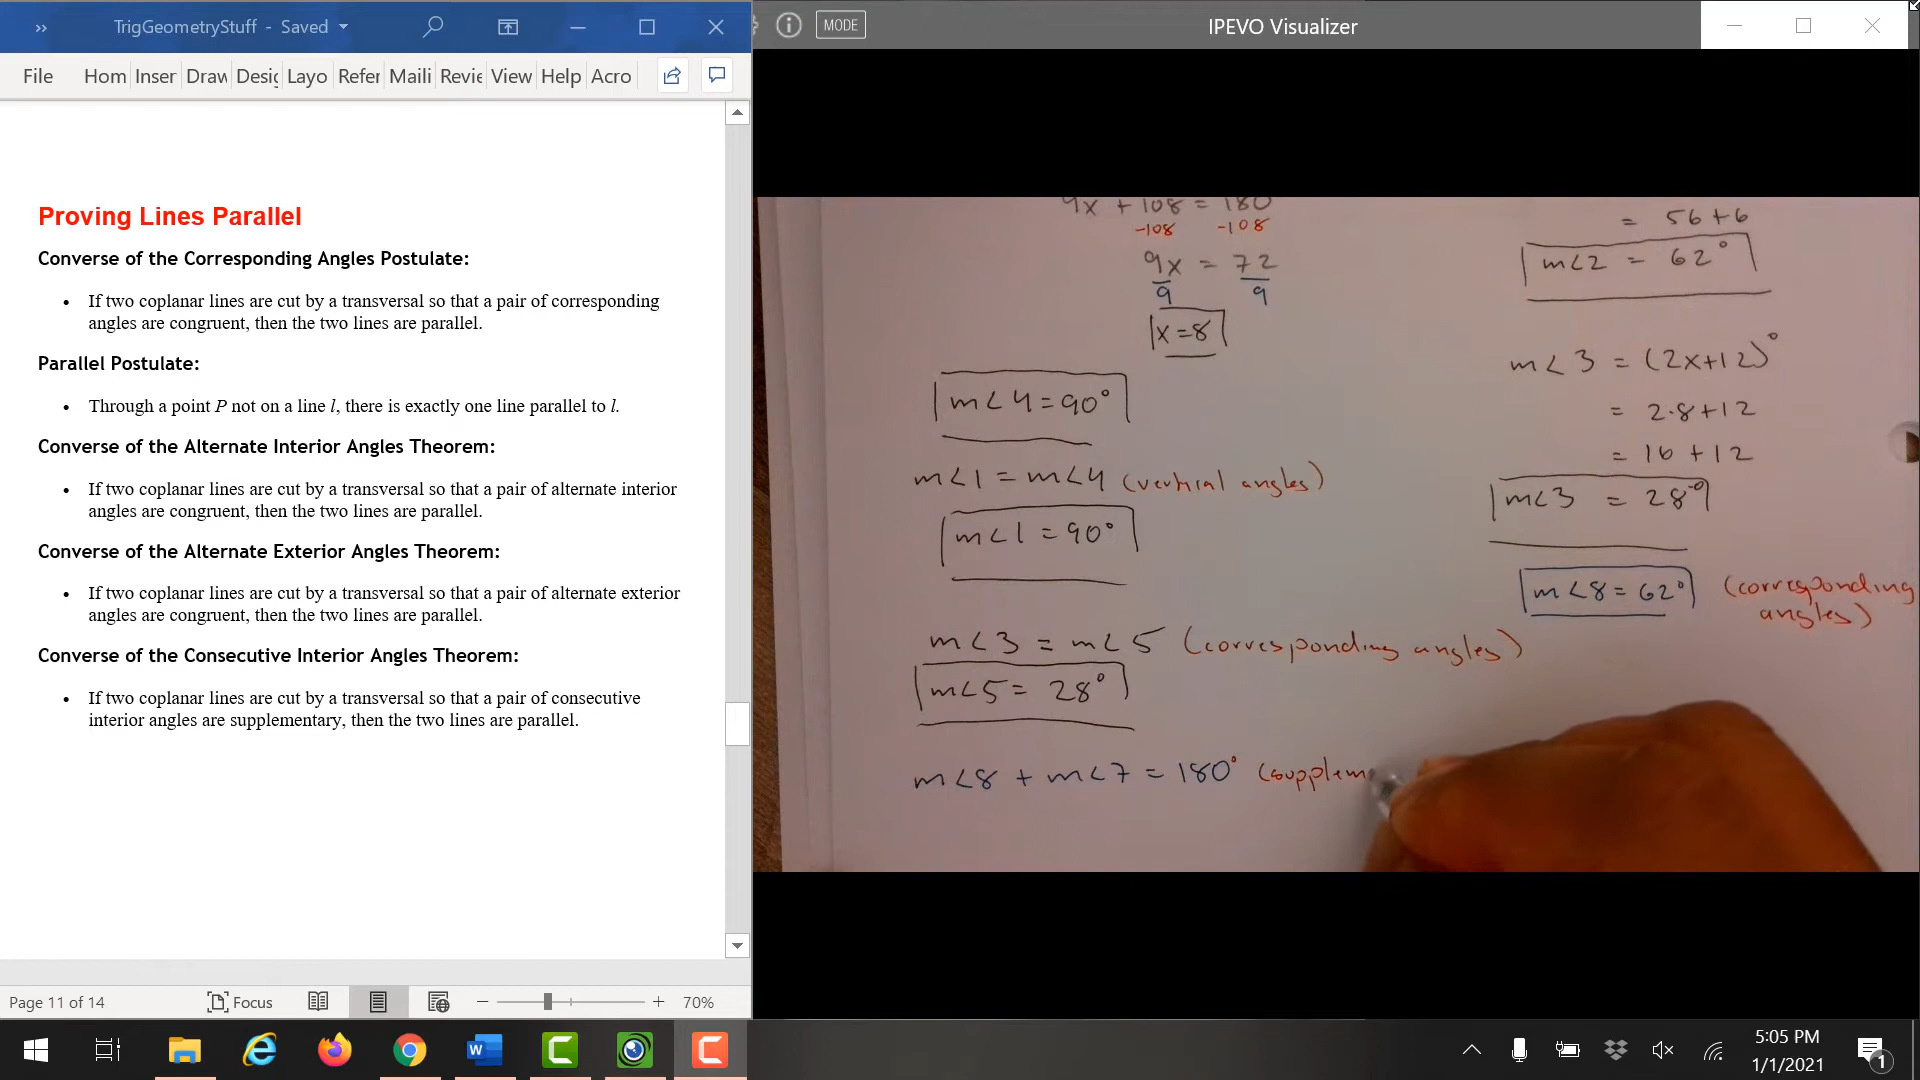 TrigGeometryStuff - Saved
MODE
IPEVO Visualizer
File Hom Inser Draw Desig Layo Refer Maili Revie View Help Acro
Proving Lines Parallel
Converse of the Corresponding Angles Postulate:
• If two coplanar lines are cut by a transversal so that a pair of corresponding
angles are congruent, then the two lines are parallel.
Parallel Postulate:
• Through a point P not on a line l, there is exactly one line parallel to l.
Converse of the Alternate Interior Angles Theorem:
• If two coplanar lines are cut by a transversal so that a pair of alternate interior
angles are congruent, then the two lines are parallel.
Converse of the Alternate Exterior Angles Theorem:
• If two coplanar lines are cut by a transversal so that a pair of alternate exterior
angles are congruent, then the two lines are parallel.
Converse of the Consecutive Interior Angles Theorem:
• If two coplanar lines are cut by a transversal so that a pair of consecutive
interior angles are supplementary, then the two lines are parallel.
9x + 108 = 180
-108 -108
9x = 72
9 9
x = 8
m<4 = 90°
m<1 = m<4 (vertical angles)
m<1 = 90°
m<3 = m<5 (corresponding angles)
m<5 = 28°
m<8 + m<7 = 180° (supplem
= 56+6
m<2 = 62°
m<3 = (2x+12)°
= 2·8+12
= 16+12
m<3 = 28°
m<8 = 62° (corresponding
angles)
Page 11 of 14
Focus
70%
5:05 PM
1/1/2021
1